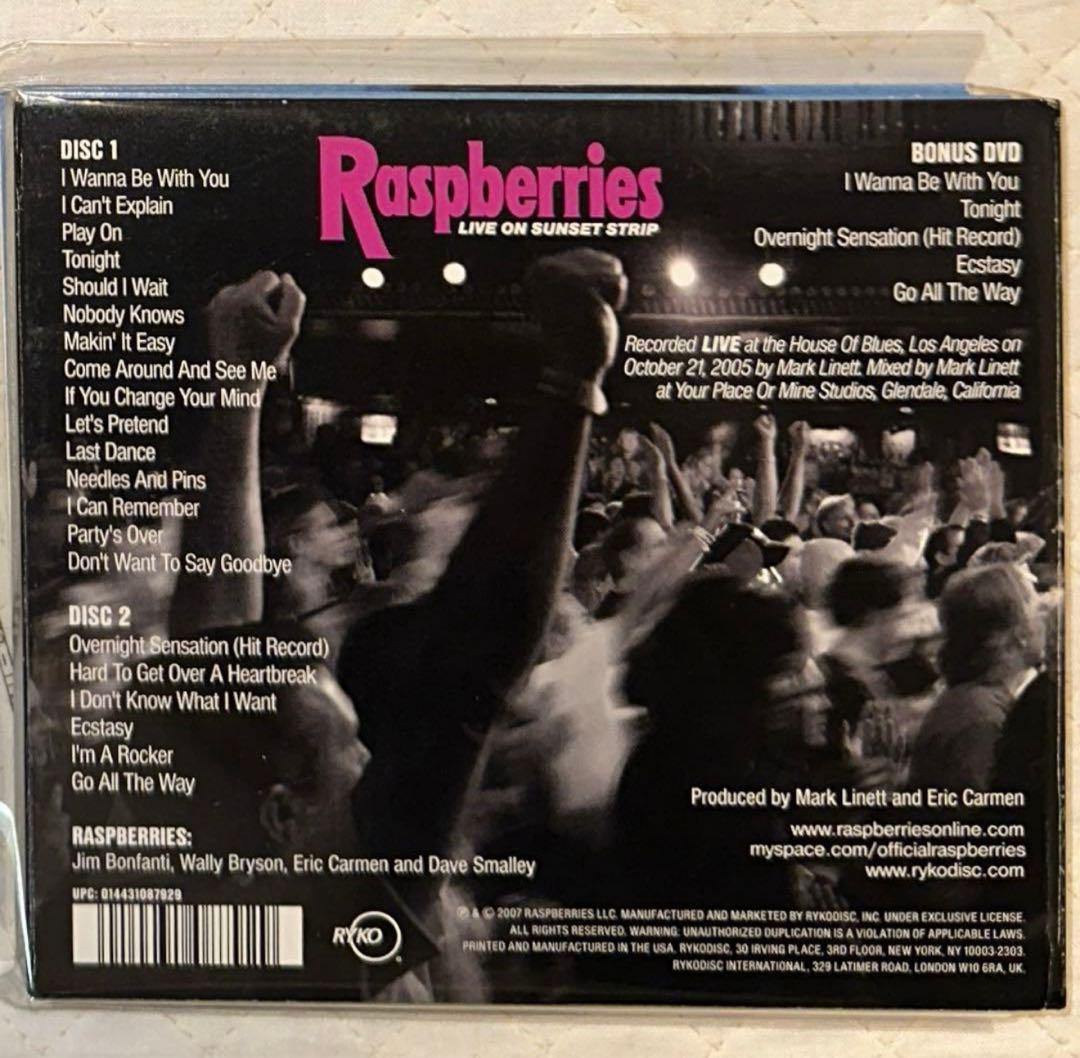 DISC 1
I Wanna Be With You
I Can't Explain
Play On
Tonight
Should I Wait
Nobody Knows
Makin' It Easy
Come Around And See Me
If You Change Your Mind
Let's Pretend
Last Dance
Needles And Pins
I Can Remember
Party's Over
Don't Want To Say Goodbye
DISC 2
Overnight Sensation (Hit Record)
Hard To Get Over A Heartbreak
I Don't Know What I Want
Ecstasy
I'm A Rocker
Go All The Way
RASPBERRIES:
Jim Bonfanti, Wally Bryson, Eric Carmen and Dave Smalley
UPC: 014431087929
RYKO
Raspberries
LIVE ON SUNSET STRIP
BONUS DVD
I Wanna Be With You
Tonight
Overnight Sensation (Hit Record)
Ecstasy
Go All The Way
Recorded LIVE at the House Of Blues, Los Angeles on
October 21, 2005 by Mark Linett. Mixed by Mark Linett
at Your Place Or Mine Studios, Glendale, California
Produced by Mark Linett and Eric Carmen
www.raspberriesonline.com
myspace.com/officialraspberries
www.rykodisc.com
℗ & © 2007 RASPBERRIES LLC. MANUFACTURED AND MARKETED BY RYKODISC, INC. UNDER EXCLUSIVE LICENSE.
ALL RIGHTS RESERVED. WARNING: UNAUTHORIZED DUPLICATION IS A VIOLATION OF APPLICABLE LAWS.
PRINTED AND MANUFACTURED IN THE USA. RYKODISC, 30 IRVING PLACE, 3RD FLOOR, NEW YORK, NY 10003-2303.
RYKODISC INTERNATIONAL, 329 LATIMER ROAD, LONDON W10 6RA, UK.